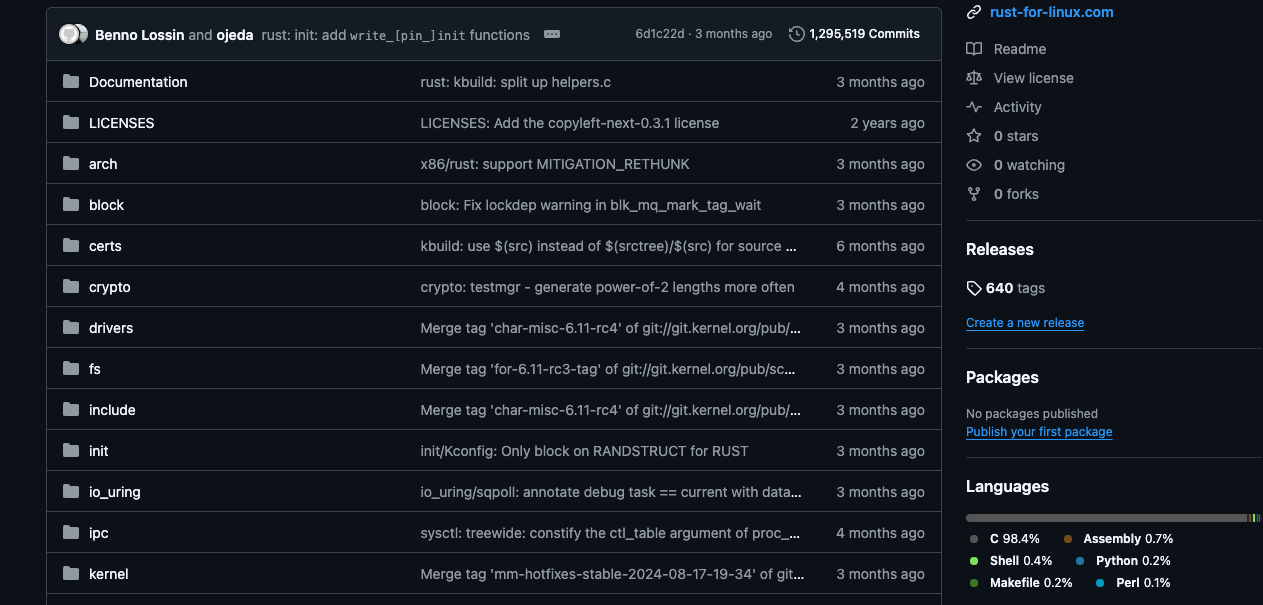 Benno Lossin and ojeda rust: init: add write_[pin_]init functions 6d1c22d · 3 months ago 1,295,519 Commits
Documentation rust: kbuild: split up helpers.c 3 months ago
LICENSES LICENSES: Add the copyleft-next-0.3.1 license 2 years ago
arch x86/rust: support MITIGATION_RETHUNK 3 months ago
block block: Fix lockdep warning in blk_mq_mark_tag_wait 3 months ago
certs kbuild: use $(src) instead of $(srctree)/$(src) for source ... 6 months ago
crypto crypto: testmgr - generate power-of-2 lengths more often 4 months ago
drivers Merge tag 'char-misc-6.11-rc4' of git://git.kernel.org/pub/... 3 months ago
fs Merge tag 'for-6.11-rc3-tag' of git://git.kernel.org/pub/sc... 3 months ago
include Merge tag 'char-misc-6.11-rc4' of git://git.kernel.org/pub/... 3 months ago
init init/Kconfig: Only block on RANDSTRUCT for RUST 3 months ago
io_uring io_uring/sqpoll: annotate debug task == current with data... 3 months ago
ipc sysctl: treewide: constify the ctl_table argument of proc_... 4 months ago
kernel Merge tag 'mm-hotfixes-stable-2024-08-17-19-34' of git... 3 months ago
rust-for-linux.com
Readme
View license
Activity
0 stars
0 watching
0 forks
Releases
640 tags
Create a new release
Packages
No packages published
Publish your first package
Languages
C 98.4% Assembly 0.7%
Shell 0.4% Python 0.2%
Makefile 0.2% Perl 0.1%